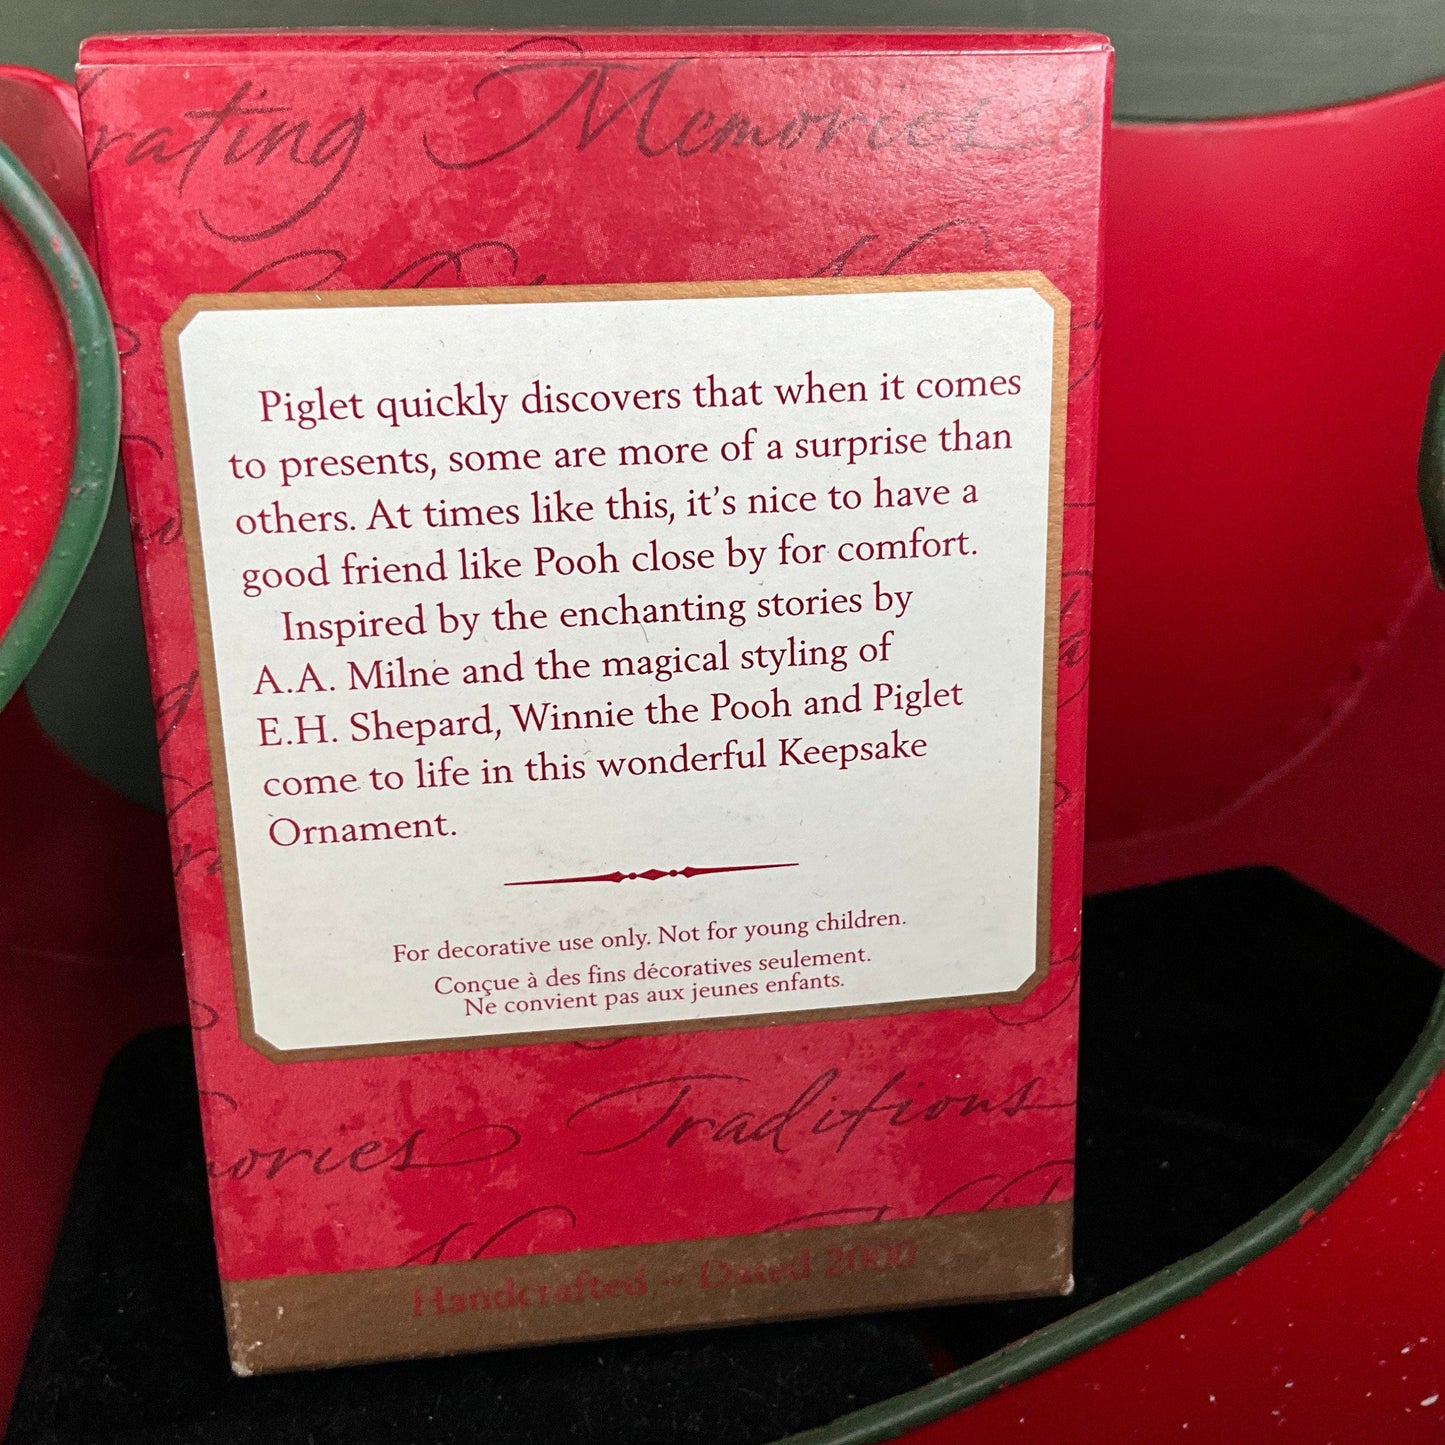 rating Memories
Piglet quickly discovers that when it comes
to presents, some are more of a surprise than
others. At times like this, it's nice to have a
good friend like Pooh close by for comfort.
Inspired by the enchanting stories by
A.A. Milne and the magical styling of
E.H. Shepard, Winnie the Pooh and Piglet
come to life in this wonderful Keepsake
Ornament.
For decorative use only. Not for young children.
Conçue à des fins décoratives seulement.
Ne convient pas aux jeunes enfants.
mories Traditions
Handcrafted ~ Dated 2000